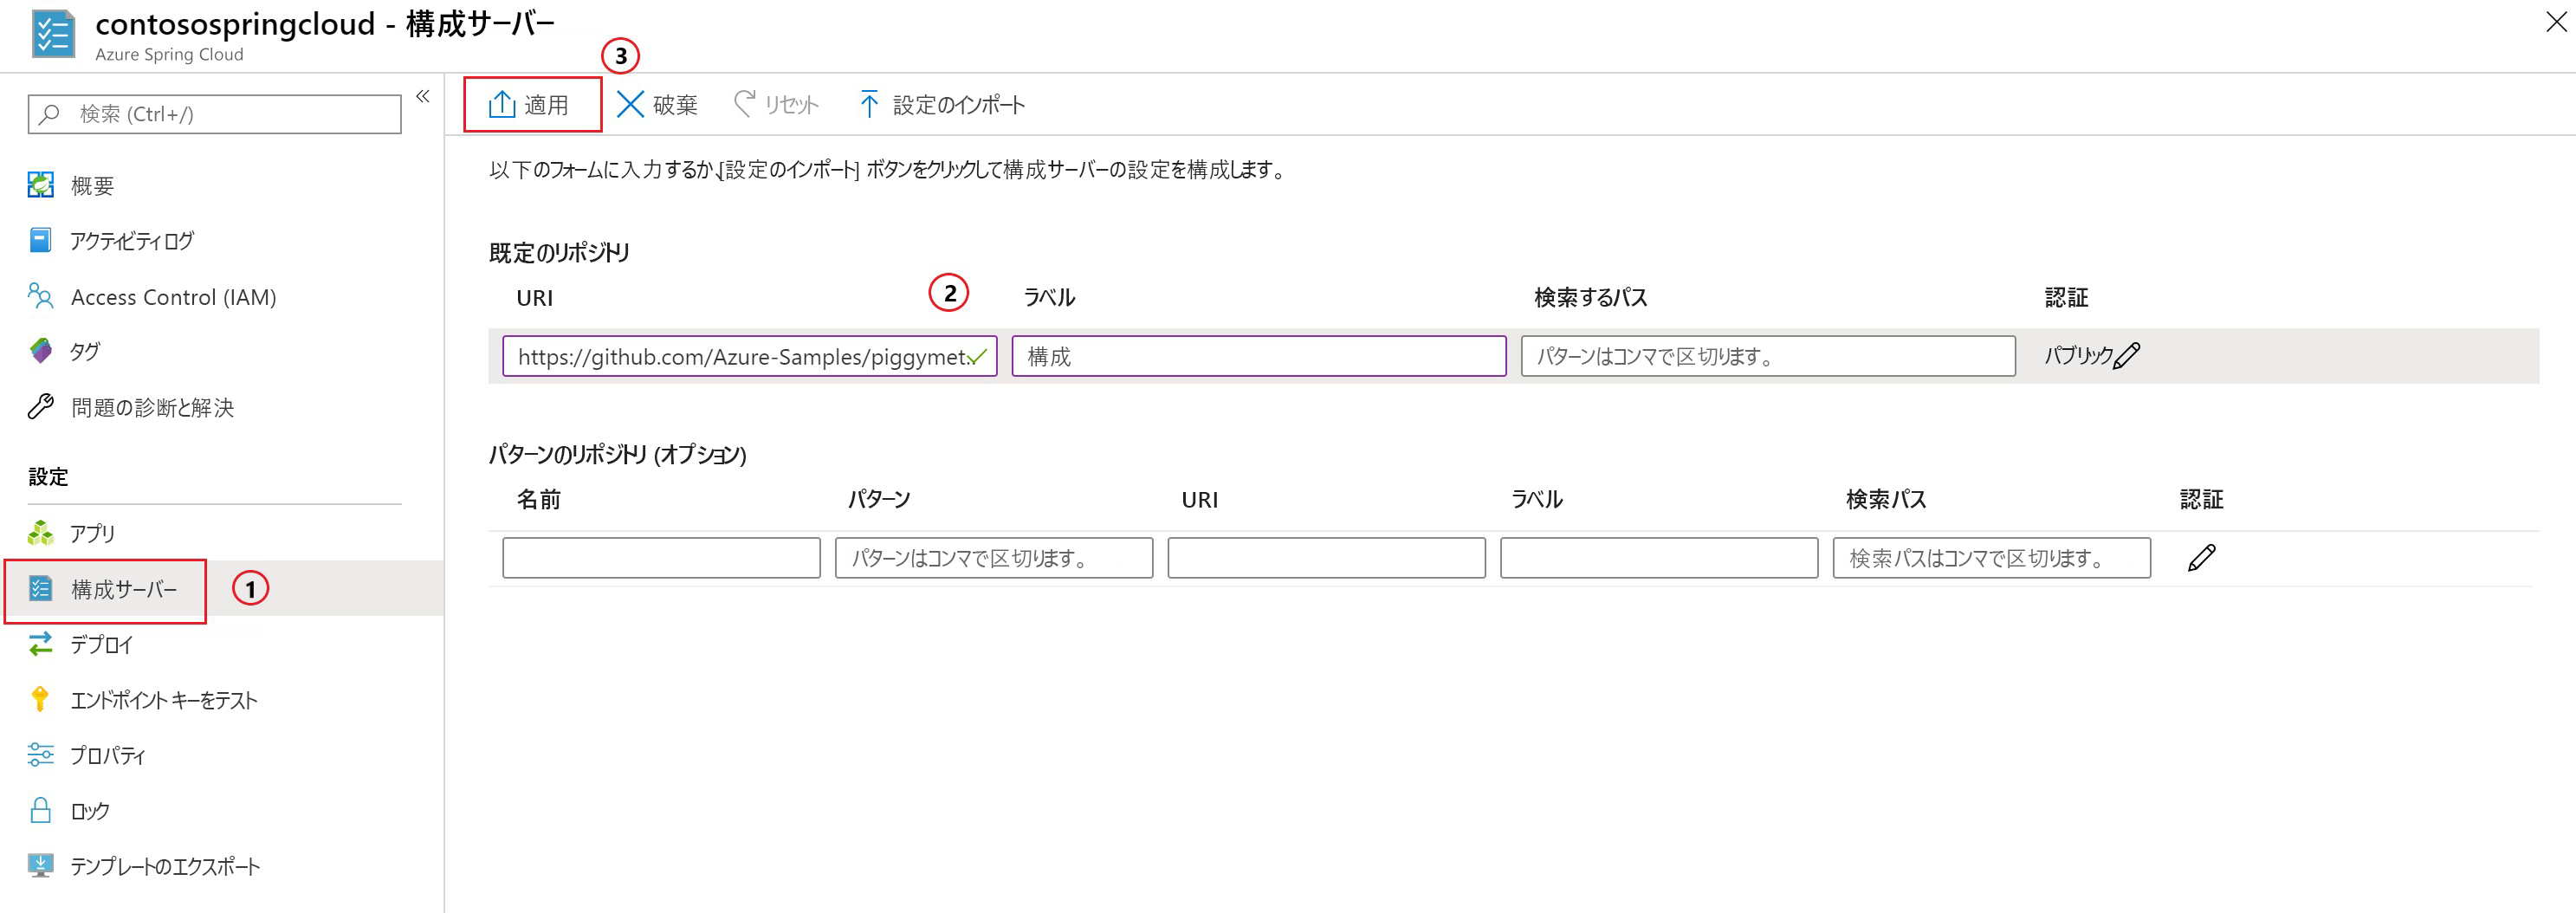 contosospringcloud - 構成サーバー
Azure Spring Cloud
検索 (Ctrl+/)
«
概要
アクティビティ ログ
Access Control (IAM)
タグ
問題の診断と解決
設定
アプリ
構成サーバー
1
デプロイ
エンドポイント キーをテスト
プロパティ
ロック
テンプレートのエクスポート
3
適用 破棄 リセット 設定のインポート
以下のフォームに入力するか、[設定のインポート] ボタンをクリックして構成サーバーの設定を構成します。
既定のリポジトリ
URI 2 ラベル 検索するパス 認証
https://github.com/Azure-Samples/piggymet.. 構成 パターンはコンマで区切ります。 パブリック
パターンのリポジトリ (オプション)
名前 パターン URI ラベル 検索パス 認証
パターンはコンマで区切ります。 検索パスはコンマで区切ります。